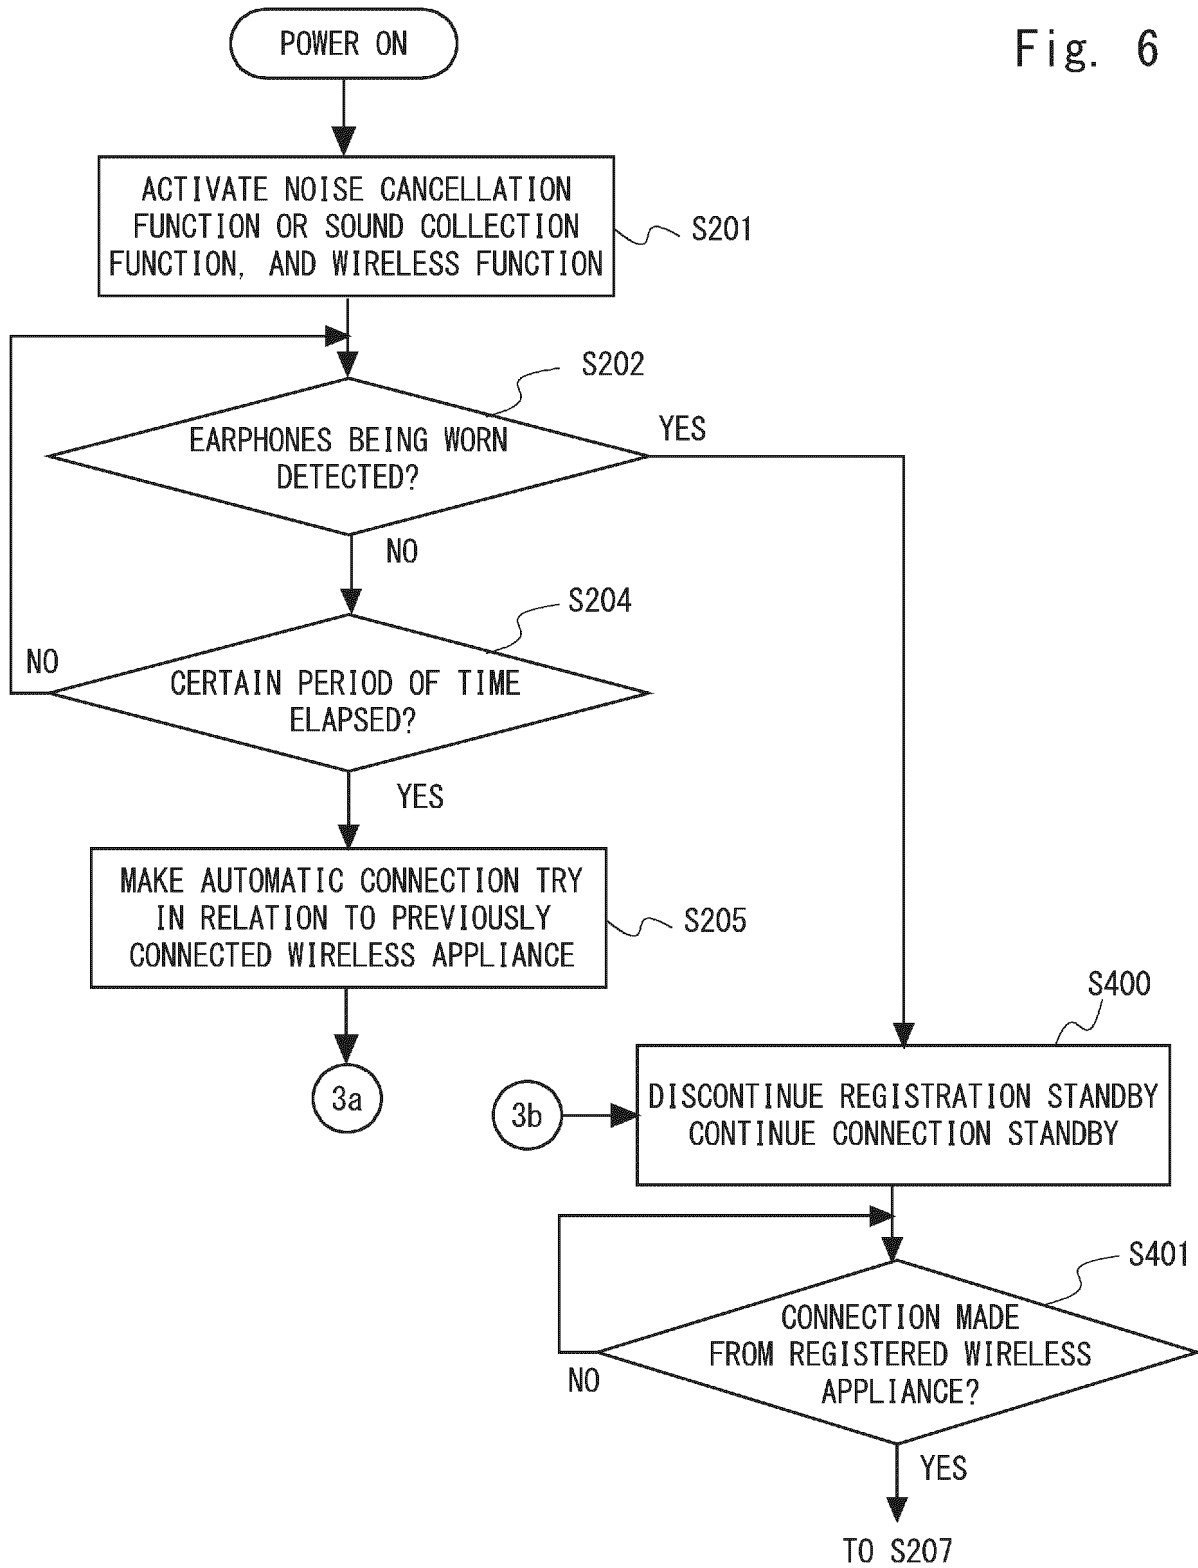 Fig. 6
POWER ON
ACTIVATE NOISE CANCELLATION
FUNCTION OR SOUND COLLECTION
FUNCTION, AND WIRELESS FUNCTION
S201
S202
EARPHONES BEING WORN
DETECTED?
YES
NO
S204
NO
CERTAIN PERIOD OF TIME
ELAPSED?
YES
MAKE AUTOMATIC CONNECTION TRY
IN RELATION TO PREVIOUSLY
CONNECTED WIRELESS APPLIANCE
S205
3a
S400
3b
DISCONTINUE REGISTRATION STANDBY
CONTINUE CONNECTION STANDBY
S401
CONNECTION MADE
FROM REGISTERED WIRELESS
APPLIANCE?
NO
YES
TO S207